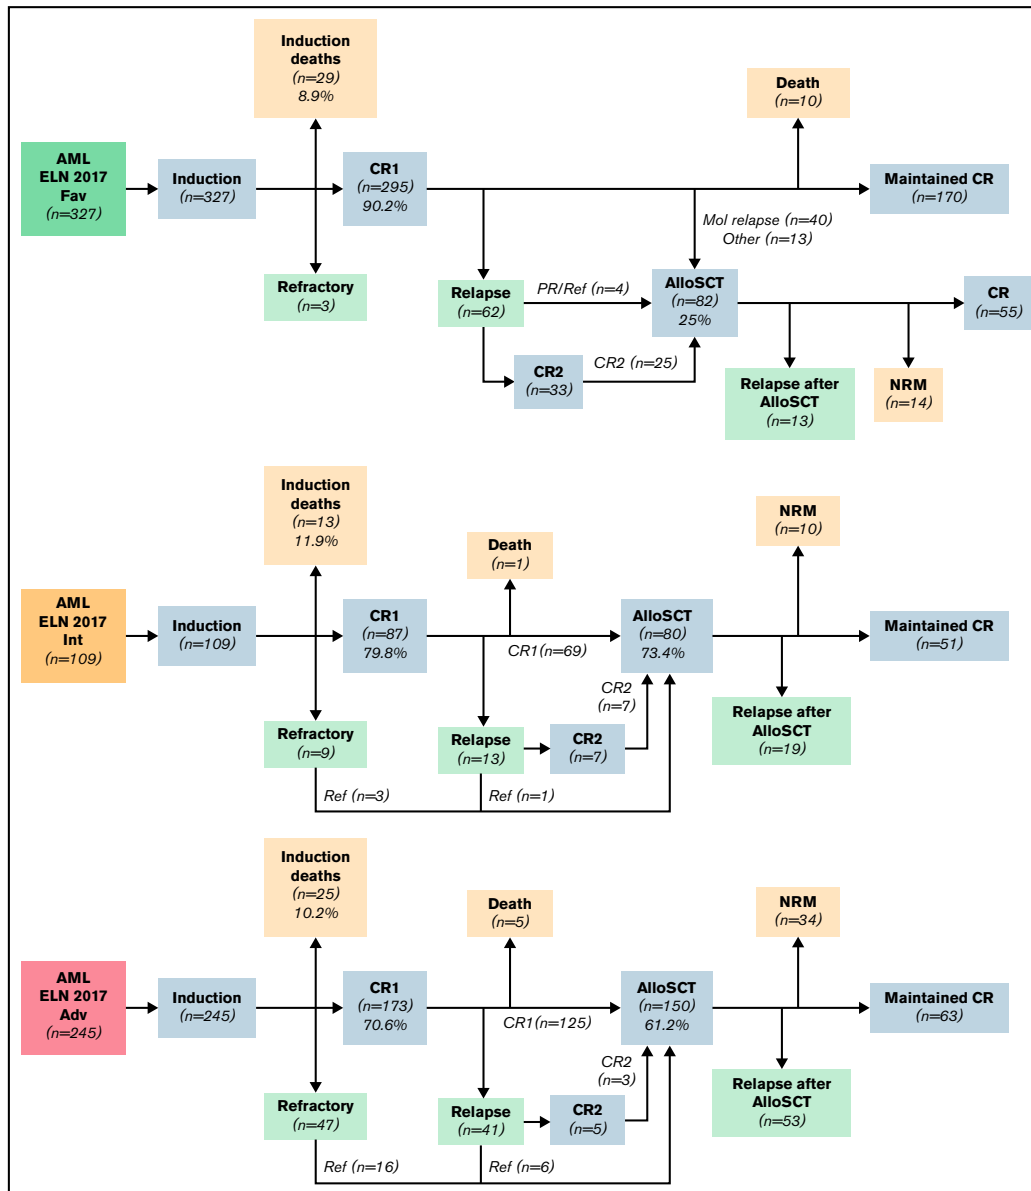 Induction
deaths
(n=29)
8.9%
Death
(n=10)
AML
ELN 2017
Fav
(n=327)
Induction
(n=327)
CR1
(n=295)
90.2%
Maintained CR
(n=170)
Mol relapse (n=40)
Other (n=13)
Refractory
(n=3)
Relapse
(n=62)
PR/Ref (n=4)
AlloSCT
(n=82)
25%
CR
(n=55)
CR2
(n=33)
CR2 (n=25)
Relapse after
AlloSCT
(n=13)
NRM
(n=14)
Induction
deaths
(n=13)
11.9%
Death
(n=1)
NRM
(n=10)
AML
ELN 2017
Int
(n=109)
Induction
(n=109)
CR1
(n=87)
79.8%
CR1(n=69)
AlloSCT
(n=80)
73.4%
Maintained CR
(n=51)
CR2
(n=7)
Refractory
(n=9)
Relapse
(n=13)
CR2
(n=7)
Relapse after
AlloSCT
(n=19)
Ref (n=3)
Ref (n=1)
Induction
deaths
(n=25)
10.2%
Death
(n=5)
NRM
(n=34)
AML
ELN 2017
Adv
(n=245)
Induction
(n=245)
CR1
(n=173)
70.6%
CR1(n=125)
AlloSCT
(n=150)
61.2%
Maintained CR
(n=63)
CR2
(n=3)
Refractory
(n=47)
Relapse
(n=41)
CR2
(n=5)
Relapse after
AlloSCT
(n=53)
Ref (n=16)
Ref (n=6)